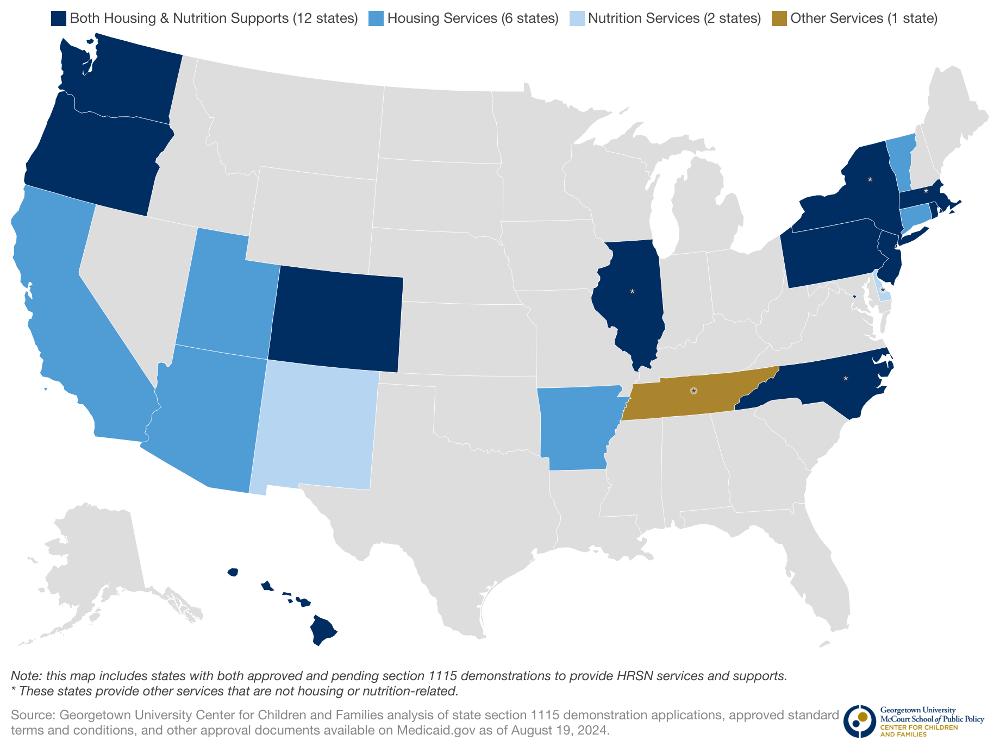 Both Housing & Nutrition Supports (12 states) Housing Services (6 states) Nutrition Services (2 states) Other Services (1 state)
*
*
*
*
*
*
Note: this map includes states with both approved and pending section 1115 demonstrations to provide HRSN services and supports.
* These states provide other services that are not housing or nutrition-related.
Source: Georgetown University Center for Children and Families analysis of state section 1115 demonstration applications, approved standard
terms and conditions, and other approval documents available on Medicaid.gov as of August 19, 2024.
Georgetown University
McCourt School of Public Policy
CENTER FOR CHILDREN
AND FAMILIES